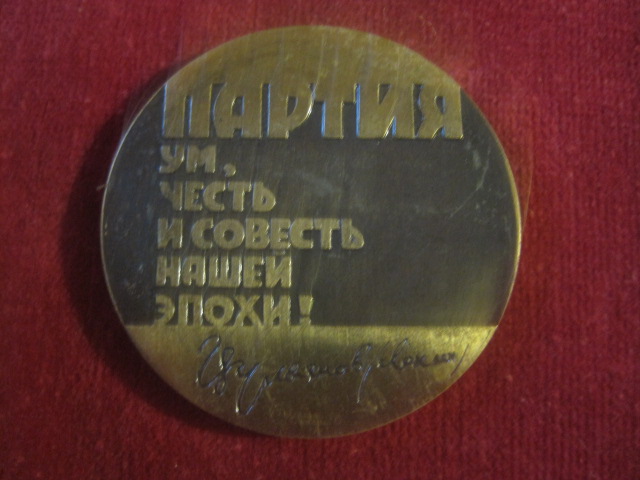 ПАРТИЯ
УМ,
ЧЕСТЬ
И СОВЕСТЬ
НАШЕЙ
ЭПОХИ!